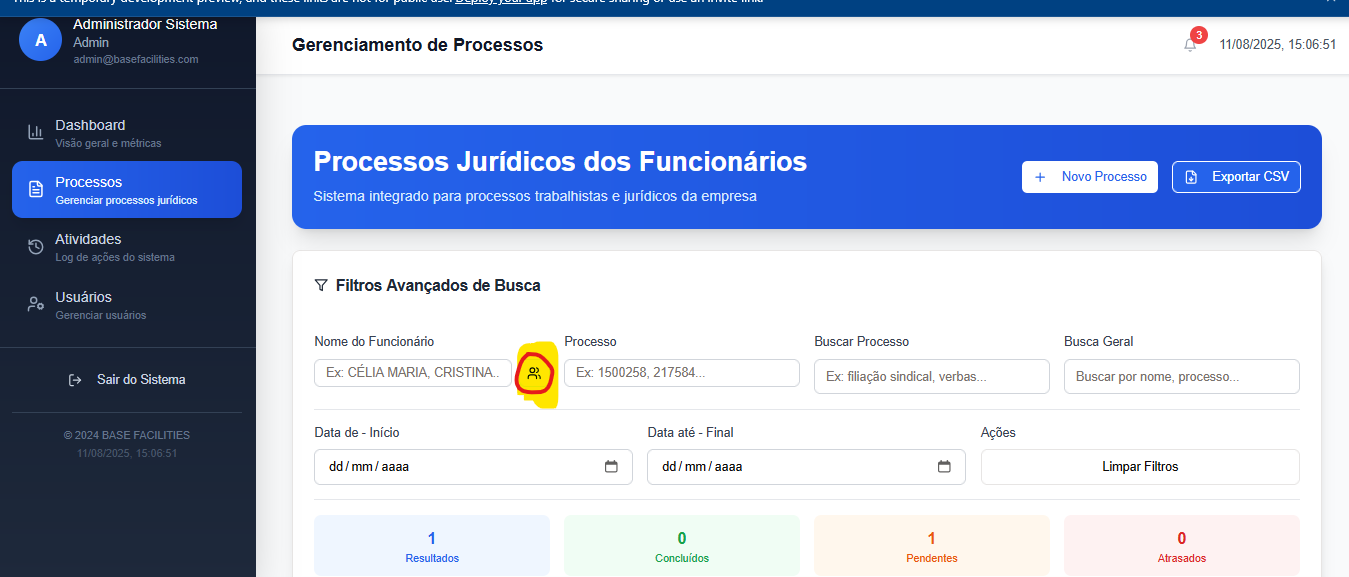 This is a temporary development preview, and these links are not for public use. Deploy your app for secure sharing or use an invite link.
A
Administrador Sistema
Admin
admin@basefacilities.com
Gerenciamento de Processos
3
11/08/2025, 15:06:51
Dashboard
Visão geral e métricas
Processos
Gerenciar processos jurídicos
Atividades
Log de ações do sistema
Usuários
Gerenciar usuários
Sair do Sistema
© 2024 BASE FACILITIES
11/08/2025, 15:06:51
Processos Jurídicos dos Funcionários
Sistema integrado para processos trabalhistas e jurídicos da empresa
+ Novo Processo
Exportar CSV
Filtros Avançados de Busca
Nome do Funcionário
Processo
Buscar Processo
Busca Geral
Ex: CÉLIA MARIA, CRISTINA..
Ex: 1500258, 217584...
Ex: filiação sindical, verbas...
Buscar por nome, processo...
Data de - Início
Data até - Final
Ações
dd/mm/aaaa
dd/mm/aaaa
Limpar Filtros
1
Resultados
0
Concluídos
1
Pendentes
0
Atrasados